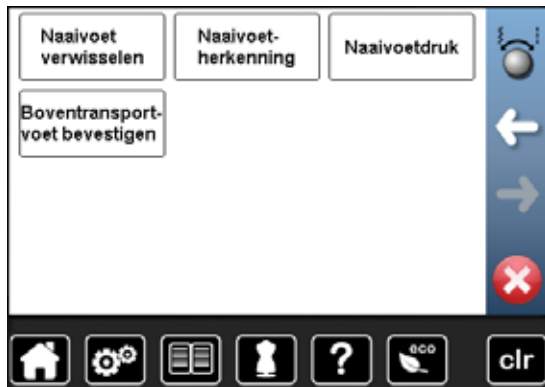 Naaivoet
verwisselen
Naaivoet-
herkenning
Naaivoetdruk
Boventransport-
voet bevestigen
?
eco
clr